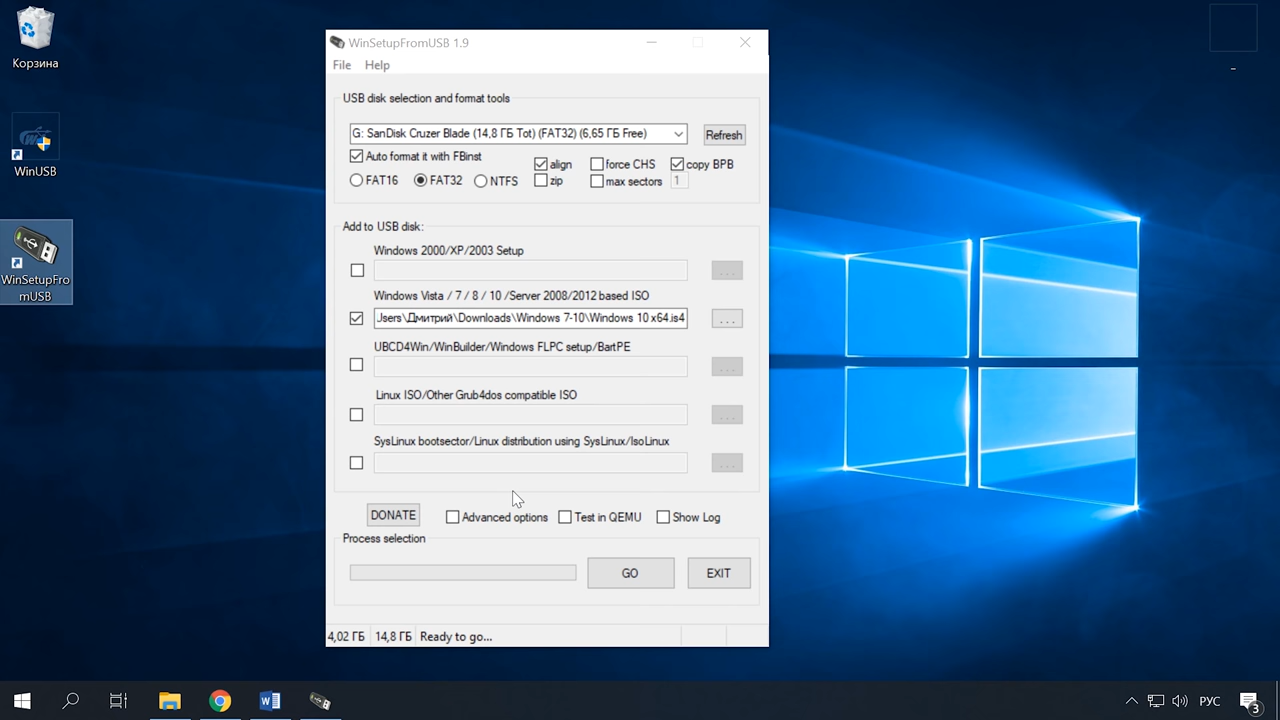 Корзина
WinUSB
WinSetupFro
mUSB
WinSetupFromUSB 1.9
File Help
USB disk selection and format tools
G: SanDisk Cruzer Blade (14,8 ГБ Tot) (FAT32) (6,65 ГБ Free)
Refresh
Auto format it with FBinst
align force CHS copy BPB
FAT16 FAT32 NTFS
zip max sectors 1
Add to USB disk:
Windows 2000/XP/2003 Setup
...
Windows Vista / 7 / 8 / 10 /Server 2008/2012 based ISO
Jsers\Дмитрий\Downloads\Windows 7-10\Windows 10 x64.is4
...
UBCD4Win/WinBuilder/Windows FLPC setup/BartPE
...
Linux ISO/Other Grub4dos compatible ISO
...
SysLinux bootsector/Linux distribution using SysLinux/IsoLinux
...
DONATE Advanced options Test in QEMU Show Log
Process selection
GO EXIT
4,02 ГБ 14,8 ГБ Ready to go...
РУС 3